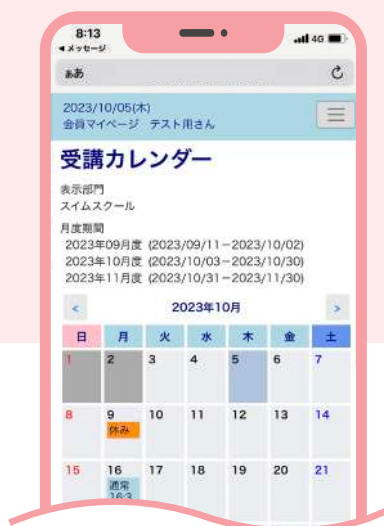 8:13
4G
◀メッセージ
ああ
2023/10/05(木)
会員マイページ テスト用さん
受講カレンダー
表示部門
スイムスクール
月度期間
2023年09月度 (2023/09/11－2023/10/02)
2023年10月度 (2023/10/03－2023/10/30)
2023年11月度 (2023/10/31－2023/11/30)
< 2023年10月 >
日 月 火 水 木 金 土
1 2 3 4 5 6 7
8 9 10 11 12 13 14
休み
15 16 17 18 19 20 21
通常
16:3